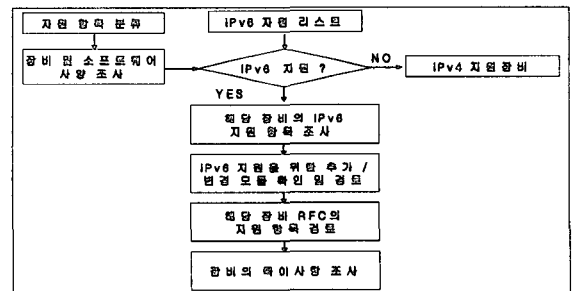 지원 항목 분류
IPv6 지원 리스트
장비 및 소프트웨어
사양 조사
IPv6 지원 ?
NO
IPv4 지원장비
YES
해당 장비의 IPv6
지원 항목 조사
IPv6 지원을 위한 추가 /
변경 모듈 확인 및 검토
해당 장비 RFC의
지원 항목 검토
장비의 특이사항 조사